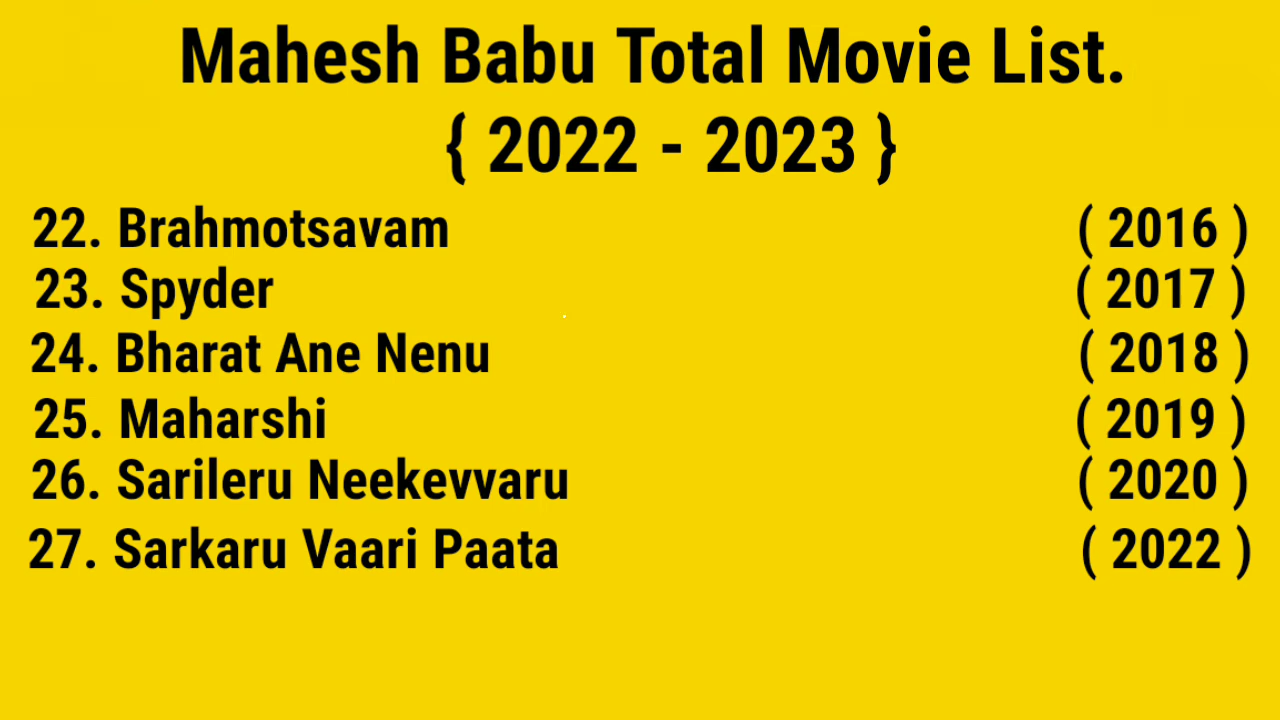 Mahesh Babu Total Movie List.
{ 2022 - 2023 }
22. Brahmotsavam ( 2016 )
23. Spyder ( 2017 )
24. Bharat Ane Nenu ( 2018 )
25. Maharshi ( 2019 )
26. Sarileru Neekevvaru ( 2020 )
27. Sarkaru Vaari Paata ( 2022 )